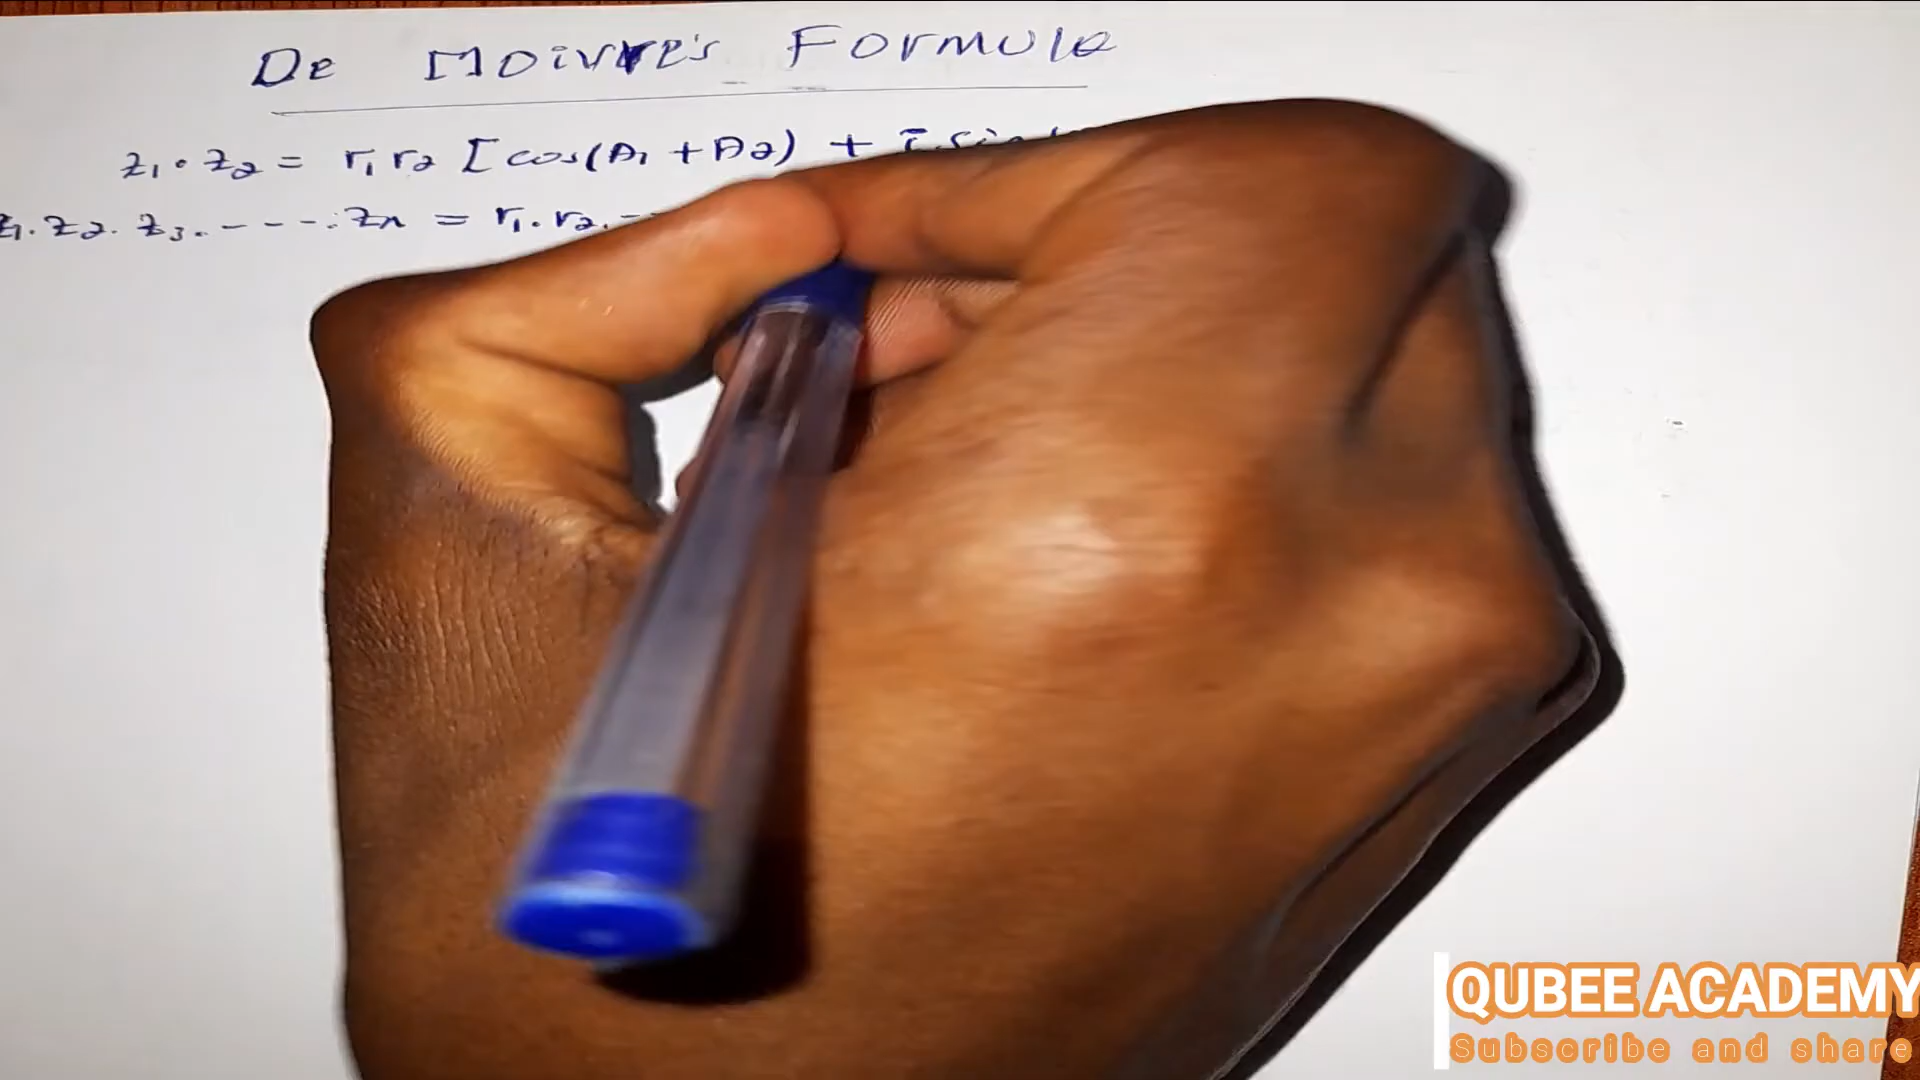 De Moivre's Formula
z₁ • z₂ = r₁ r₂ [cos(θ₁ + θ₂) + i sin
z₁. z₂. z₃. - - - -. zₙ = r₁. r₂. -
QUBEE ACADEMY
Subscribe and share